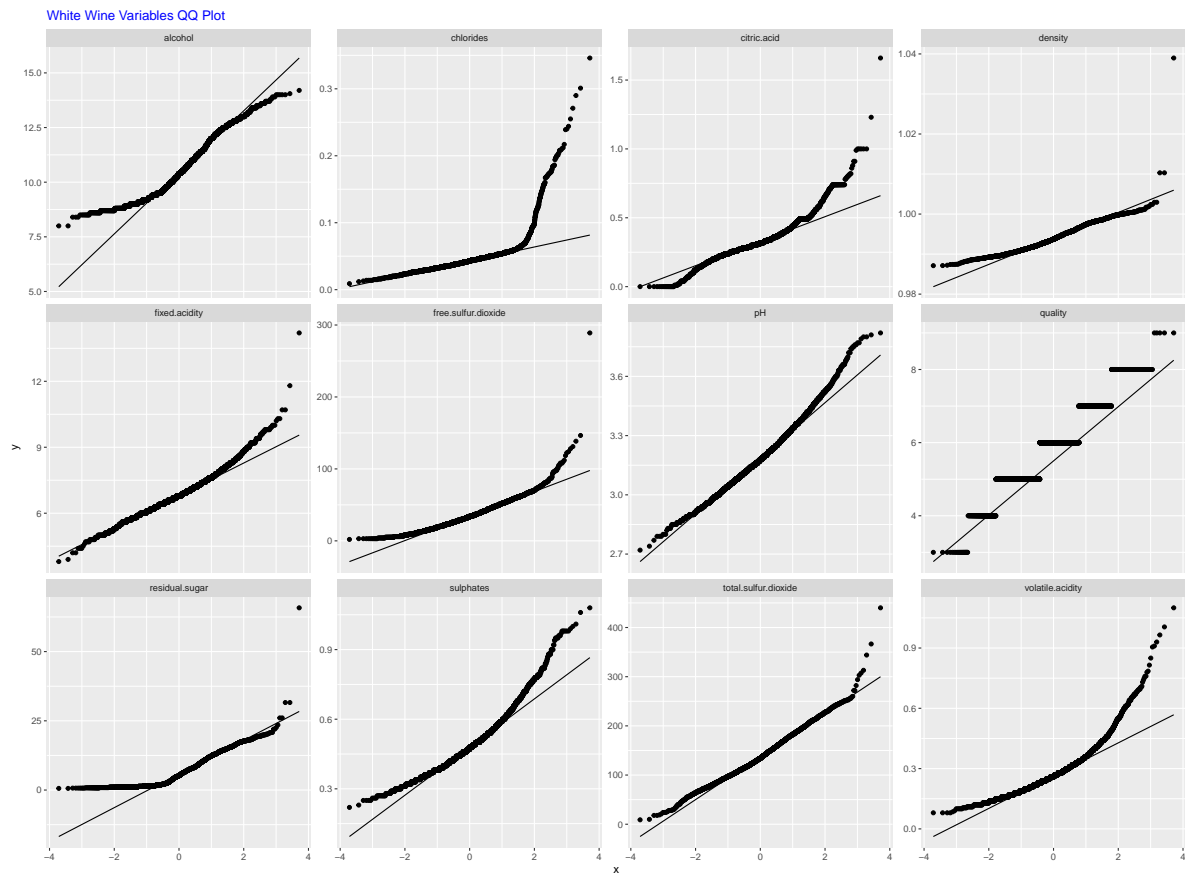 White Wine Variables QQ Plot
alcohol
chlorides
citric.acid
density
15.0
12.5
10.0
7.5
5.0
0.3
0.2
0.1
0.0
1.5
1.0
0.5
0.0
1.04
1.02
1.00
0.98
fixed.acidity
free.sulfur.dioxide
pH
quality
12
9
6
300
200
100
0
3.6
3.3
3.0
2.7
8
6
4
y
residual.sugar
sulphates
total.sulfur.dioxide
volatile.acidity
50
25
0
0.9
0.6
0.3
400
300
200
100
0
0.9
0.6
0.3
0.0
−4 −2 0 2 4
−4 −2 0 2 4
−4 −2 0 2 4
−4 −2 0 2 4
x